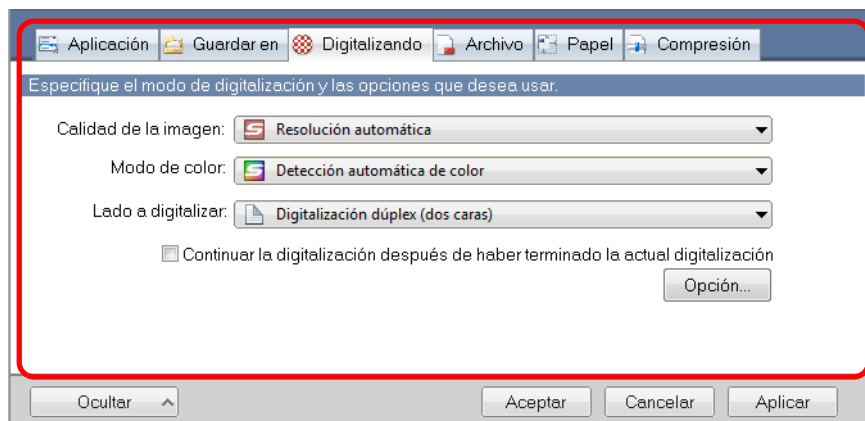 Aplicación Guardar en Digitalizando Archivo Papel Compresión
Especifique el modo de digitalización y las opciones que desea usar.
Calidad de la imagen: Resolución automática
Modo de color: Detección automática de color
Lado a digitalizar: Digitalización dúplex (dos caras)
Continuar la digitalización después de haber terminado la actual digitalización
Opción...
Ocultar Aceptar Cancelar Aplicar